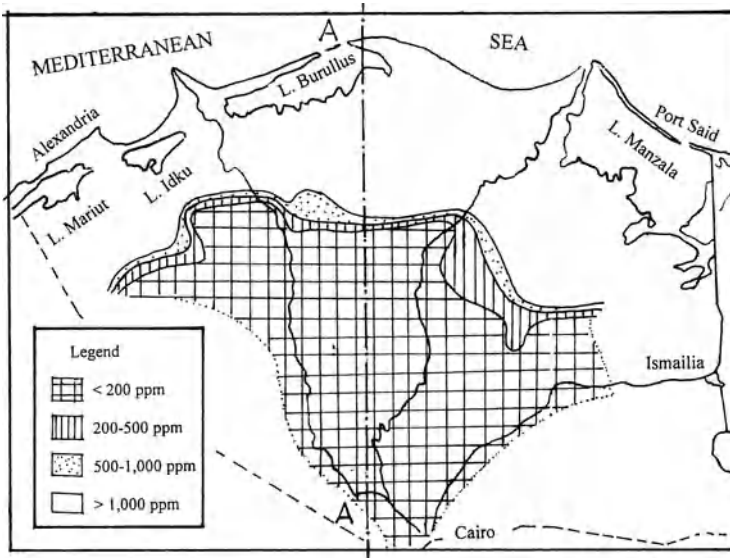 A
MEDITERRANEAN
SEA
L. Burullus
Alexandria
Port Said
L. Idku
L. Manzala
L. Mariut
Legend
Ismailia
< 200 ppm
200-500 ppm
500-1,000 ppm
> 1,000 ppm
A
Cairo